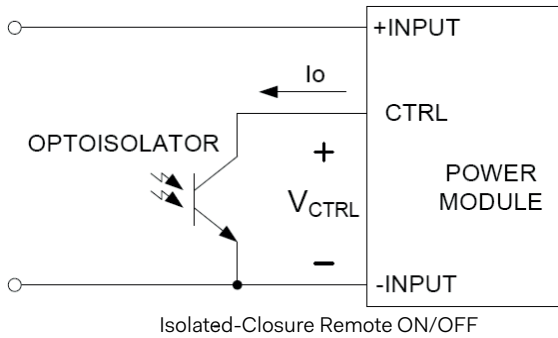 +INPUT
Io
CTRL
OPTOISOLATOR
+
VCTRL
POWER
MODULE
-INPUT
Isolated-Closure Remote ON/OFF